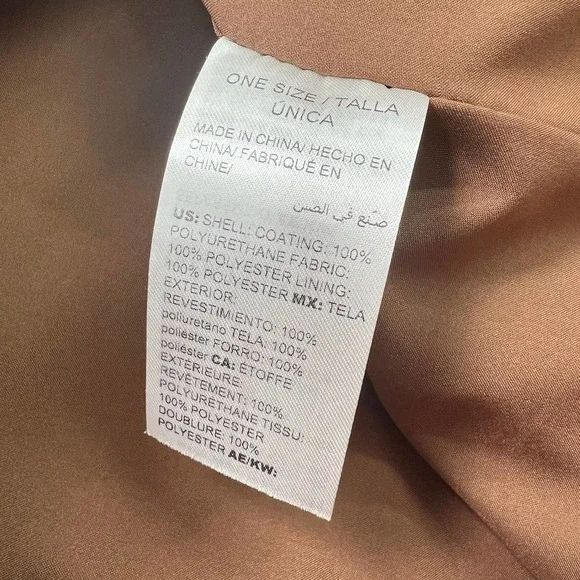 ONE SIZE / TALLA
ÚNICA
MADE IN CHINA/ HECHO EN
CHINA/ FABRIQUÉ EN
CHINE/
صنع في الصين
US: SHELL: COATING: 100%
POLYURETHANE FABRIC:
100% POLYESTER LINING:
100% POLYESTER MX: TELA
EXTERIOR:
REVESTIMIENTO: 100%
poliuretano TELA: 100%
poliéster FORRO: 100%
poliéster CA: ÉTOFFE
EXTÉRIEURE
REVÊTEMENT: 100%
POLYURÉTHANE TISSU:
100% POLYESTER
DOUBLURE: 100%
POLYESTER AE/KW: